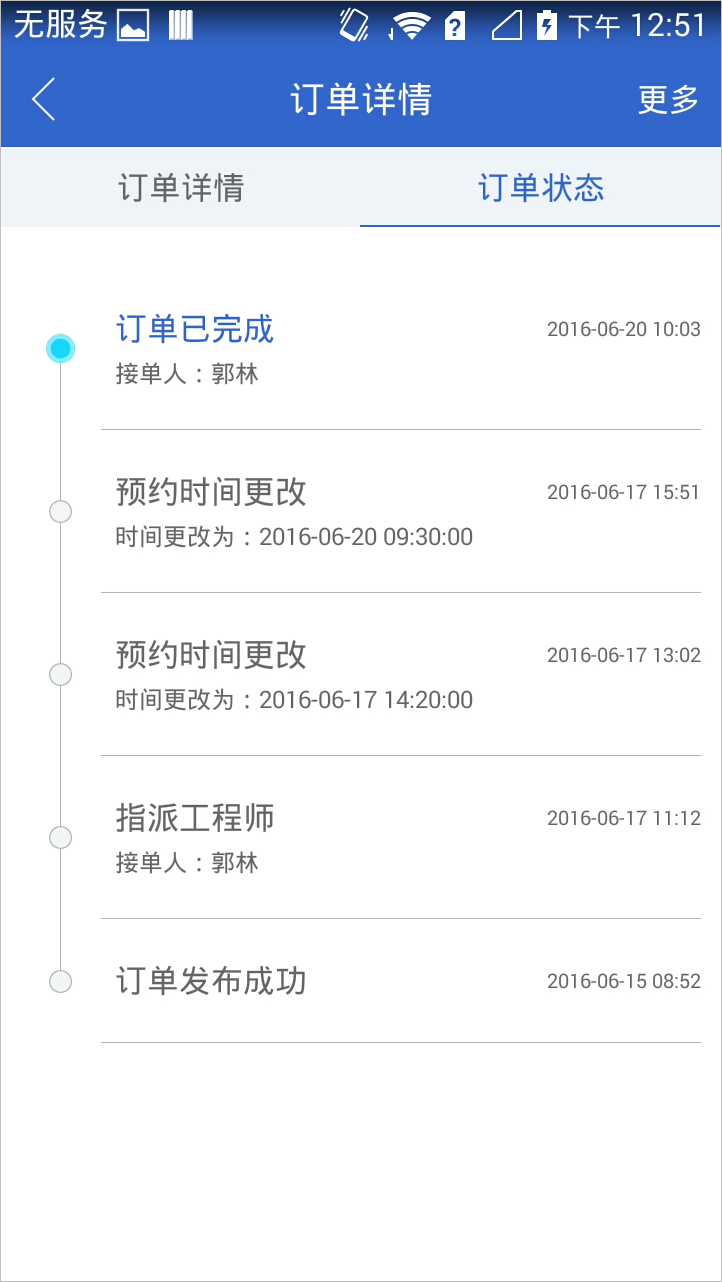 无服务 下午 12:51
订单详情 更多
订单详情 订单状态
订单已完成 2016-06-20 10:03
接单人：郭林
预约时间更改 2016-06-17 15:51
时间更改为：2016-06-20 09:30:00
预约时间更改 2016-06-17 13:02
时间更改为：2016-06-17 14:20:00
指派工程师 2016-06-17 11:12
接单人：郭林
订单发布成功 2016-06-15 08:52